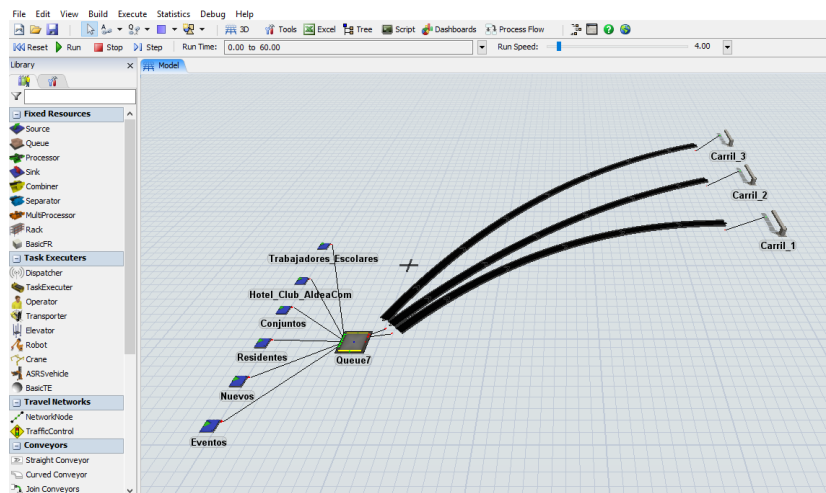 File Edit View Build Execute Statistics Debug Help
3D Tools Excel Tree Script Dashboards Process Flow
Reset Run Stop Step Run Time: 0.00 to 60.00 Run Speed: 4.00
Library x Model
Fixed Resources
Source
Queue
Processor
Sink
Combiner
Separator
MultiProcessor
Rack
BasicFR
Task Executers
Dispatcher
TaskExecuter
Operator
Transporter
Elevator
Robot
Crane
ASRSvehicle
BasicTE
Travel Networks
NetworkNode
TrafficControl
Conveyors
Straight Conveyor
Curved Conveyor
Join Conveyors
Carril_3
Carril_2
Carril_1
Trabajadores_Escolares
Hotel_Club_AldeaCom
Conjuntos
Residentes
Queue7
Nuevos
Eventos